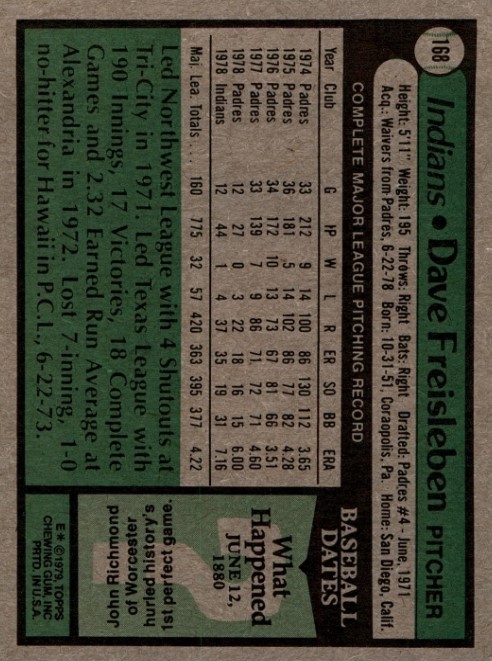 168
Indians • Dave Freisleben PITCHER
Height: 5'11" Weight: 195 Throws: Right Bats: Right Drafted: Padres #4 - June, 1971
Acq.: Waivers from Padres, 6-22-78 Born: 10-31-51, Coraopolis, Pa. Home: San Diego, Calif.
COMPLETE MAJOR LEAGUE PITCHING RECORD
Year Club G IP W L R ER SO BB ERA
1974 Padres 33 212 9 14 100 86 130 112 3.65
1975 Padres 36 181 5 14 102 86 77 82 4.28
1976 Padres 34 172 10 13 73 67 81 66 3.51
1977 Padres 33 139 7 9 86 71 72 71 4.60
1978 Padres 12 27 0 3 22 18 16 15 6.00
1978 Indians 12 44 1 4 37 35 19 31 7.16
Maj. Lea. Totals . . . 160 775 32 57 420 363 395 377 4.22
Led Northwest League with 4 Shutouts at
Tri-City in 1971. Led Texas League with
190 Innings, 17 Victories, 18 Complete
Games and 2.32 Earned Run Average at
Alexandria in 1972. Lost 7-inning, 1-0
no-hitter for Hawaii in P.C.L., 6-22-73.
BASEBALL
DATES
What
Happened
JUNE 12,
1880
?
John Richmond
of Worcester
hurled history's
1st perfect game.
E* © 1979, TOPPS
CHEWING GUM, INC
PRTD. IN U.S.A.